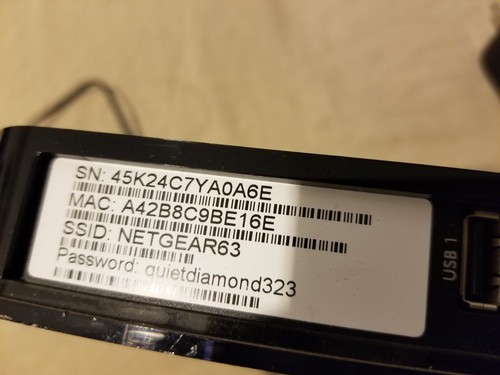 SN: 45K24C7YA0A6E
MAC: A42B8C9BE16E
SSID: NETGEAR63
Password: quietdiamond323
USB 1